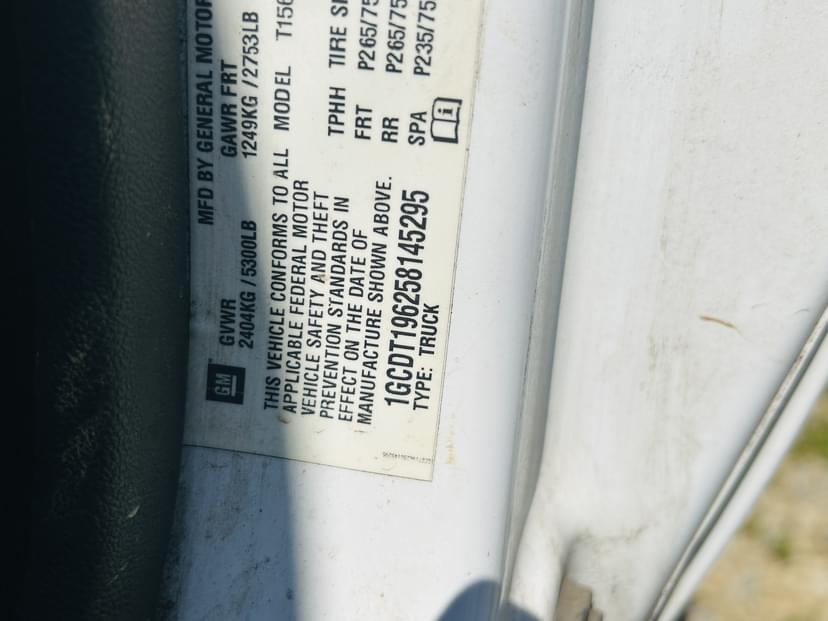 MFD BY GENERAL MOTOR
GVWR GAWR FRT
2404KG / 5300LB 1249KG / 2753LB
GM
THIS VEHICLE CONFORMS TO ALL
APPLICABLE FEDERAL MOTOR
VEHICLE SAFETY AND THEFT
PREVENTION STANDARDS IN
EFFECT ON THE DATE OF
MANUFACTURE SHOWN ABOVE.
1GCDT196258145295
TYPE: TRUCK
MODEL T156
TPHH TIRE
FRT P265/75
RR P265/75
SPA P235/75